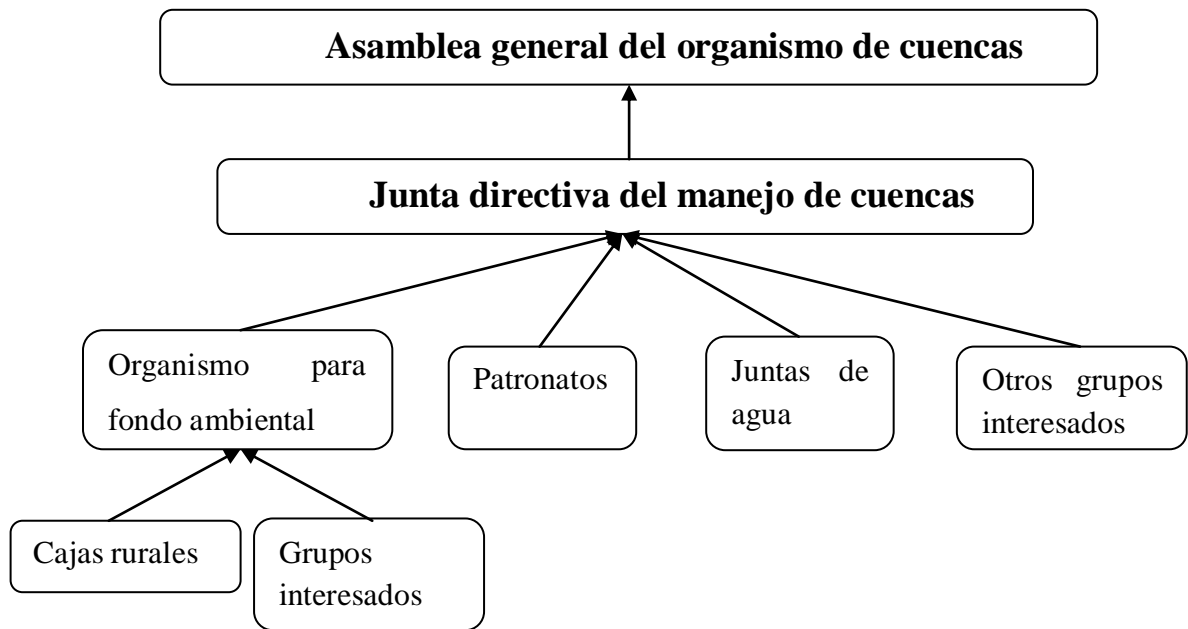 Asamblea general del organismo de cuencas
Junta directiva del manejo de cuencas
Organismo para
fondo ambiental
Patronatos
Juntas de
agua
Otros grupos
interesados
Cajas rurales
Grupos
interesados